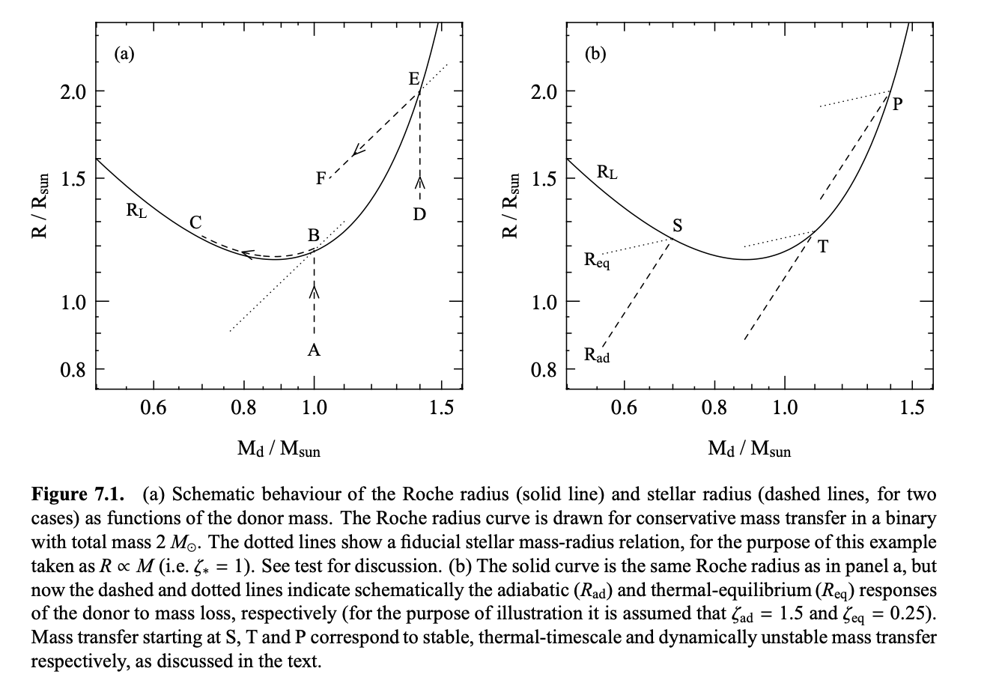 (a)
E
2.0
F
1.5
D
RL
C
B
1.0
A
0.8
0.6 0.8 1.0 1.5
R / Rsun
Md / Msun
(b)
2.0
P
1.5
RL
S
T
Req
1.0
Rad
0.8
0.6 0.8 1.0 1.5
R / Rsun
Md / Msun
Figure 7.1. (a) Schematic behaviour of the Roche radius (solid line) and stellar radius (dashed lines, for two
cases) as functions of the donor mass. The Roche radius curve is drawn for conservative mass transfer in a binary
with total mass 2 M⊙. The dotted lines show a fiducial stellar mass-radius relation, for the purpose of this example
taken as R ∝ M (i.e. ζ* = 1). See test for discussion. (b) The solid curve is the same Roche radius as in panel a, but
now the dashed and dotted lines indicate schematically the adiabatic (Rad) and thermal-equilibrium (Req) responses
of the donor to mass loss, respectively (for the purpose of illustration it is assumed that ζad = 1.5 and ζeq = 0.25).
Mass transfer starting at S, T and P correspond to stable, thermal-timescale and dynamically unstable mass transfer
respectively, as discussed in the text.